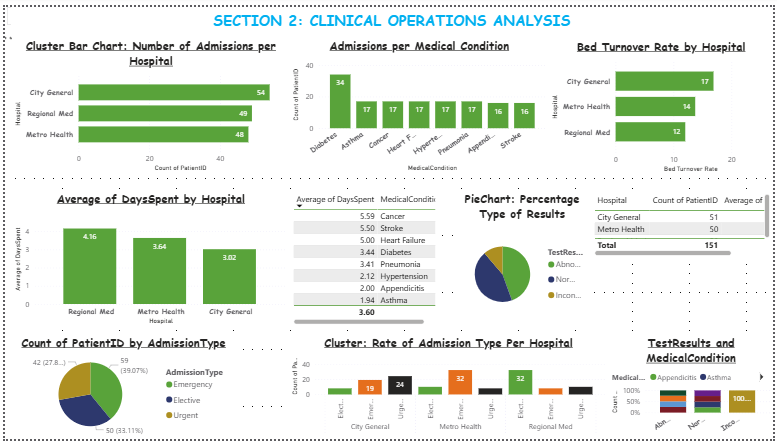 SECTION 2: CLINICAL OPERATIONS ANALYSIS
Cluster Bar Chart: Number of Admissions per
Hospital
Hospital
City General
Regional Med
Metro Health
54
49
48
0 20 40
Count of PatientID
Admissions per Medical Condition
Count of PatientID
40
20
0
34 17 17 17 17 17 16 16
Diabetes Asthma Cancer Heart F... Hyperte... Pneumonia Appendi... Stroke
MedicalCondition
Bed Turnover Rate by Hospital
Hospital
City General
Metro Health
Regional Med
17
14
12
0 10 20
Bed Turnover Rate
Average of DaysSpent by Hospital
Average of DaysSpent
4
3
2
1
0
4.16 3.64 3.02
Regional Med Metro Health City General
Hospital
Average of DaysSpent MedicalConditi
5.59 Cancer
5.50 Stroke
5.00 Heart Failure
3.44 Diabetes
3.41 Pneumonia
2.12 Hypertension
2.00 Appendicitis
1.94 Asthma
3.60
PieChart: Percentage
Type of Results
TestRes...
Abno...
Nor...
Incon...
Hospital Count of PatientID Average of
City General 51
Metro Health 50
Total 151
Count of PatientID by AdmissionType
42 (27.8...)
59
(39.07%)
50 (33.11%)
AdmissionType
Emergency
Elective
Urgent
Cluster: Rate of Admission Type Per Hospital
Count of Pa...
40
20
0
19 24 32 32
Elect... Emer... Urge... Elect... Emer... Urge... Elect... Emer... Urge...
City General Metro Health Regional Med
TestResults and
MedicalCondition
Medical... Appendicitis Asthma
Count...
100%
50%
0%
100...
Abn... Nor... Inco...